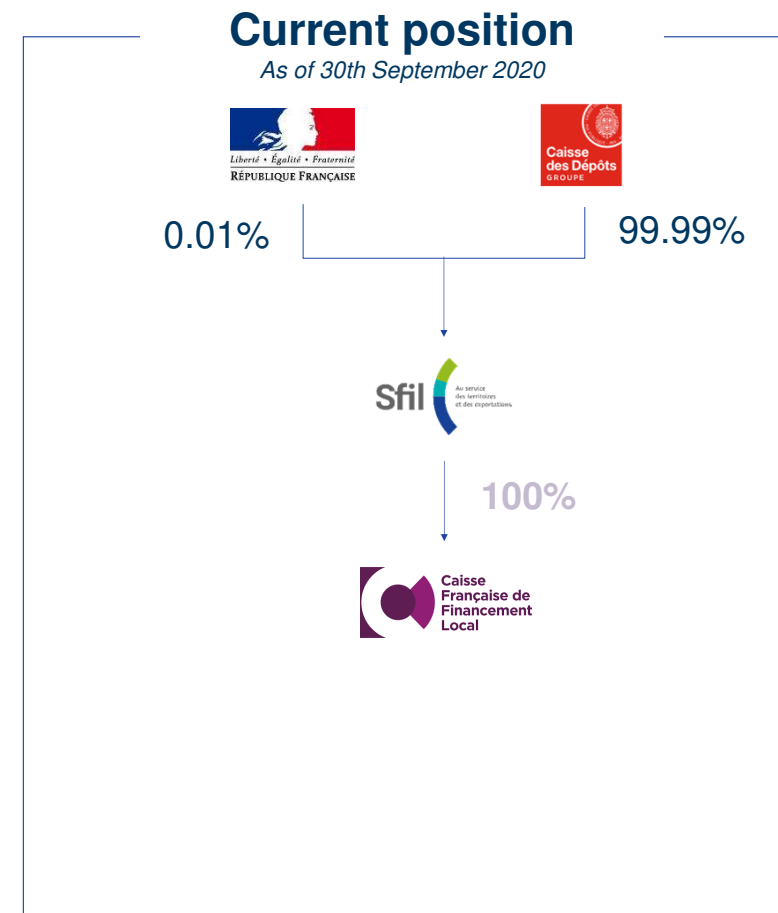 Current position
As of 30th September 2020
Liberté • Égalité • Fraternité
RÉPUBLIQUE FRANÇAISE
Caisse
des Dépôts
GROUPE
0.01%
99.99%
Sfil
Au service
des territoires
et des exportations
100%
Caisse
Française de
Financement
Local